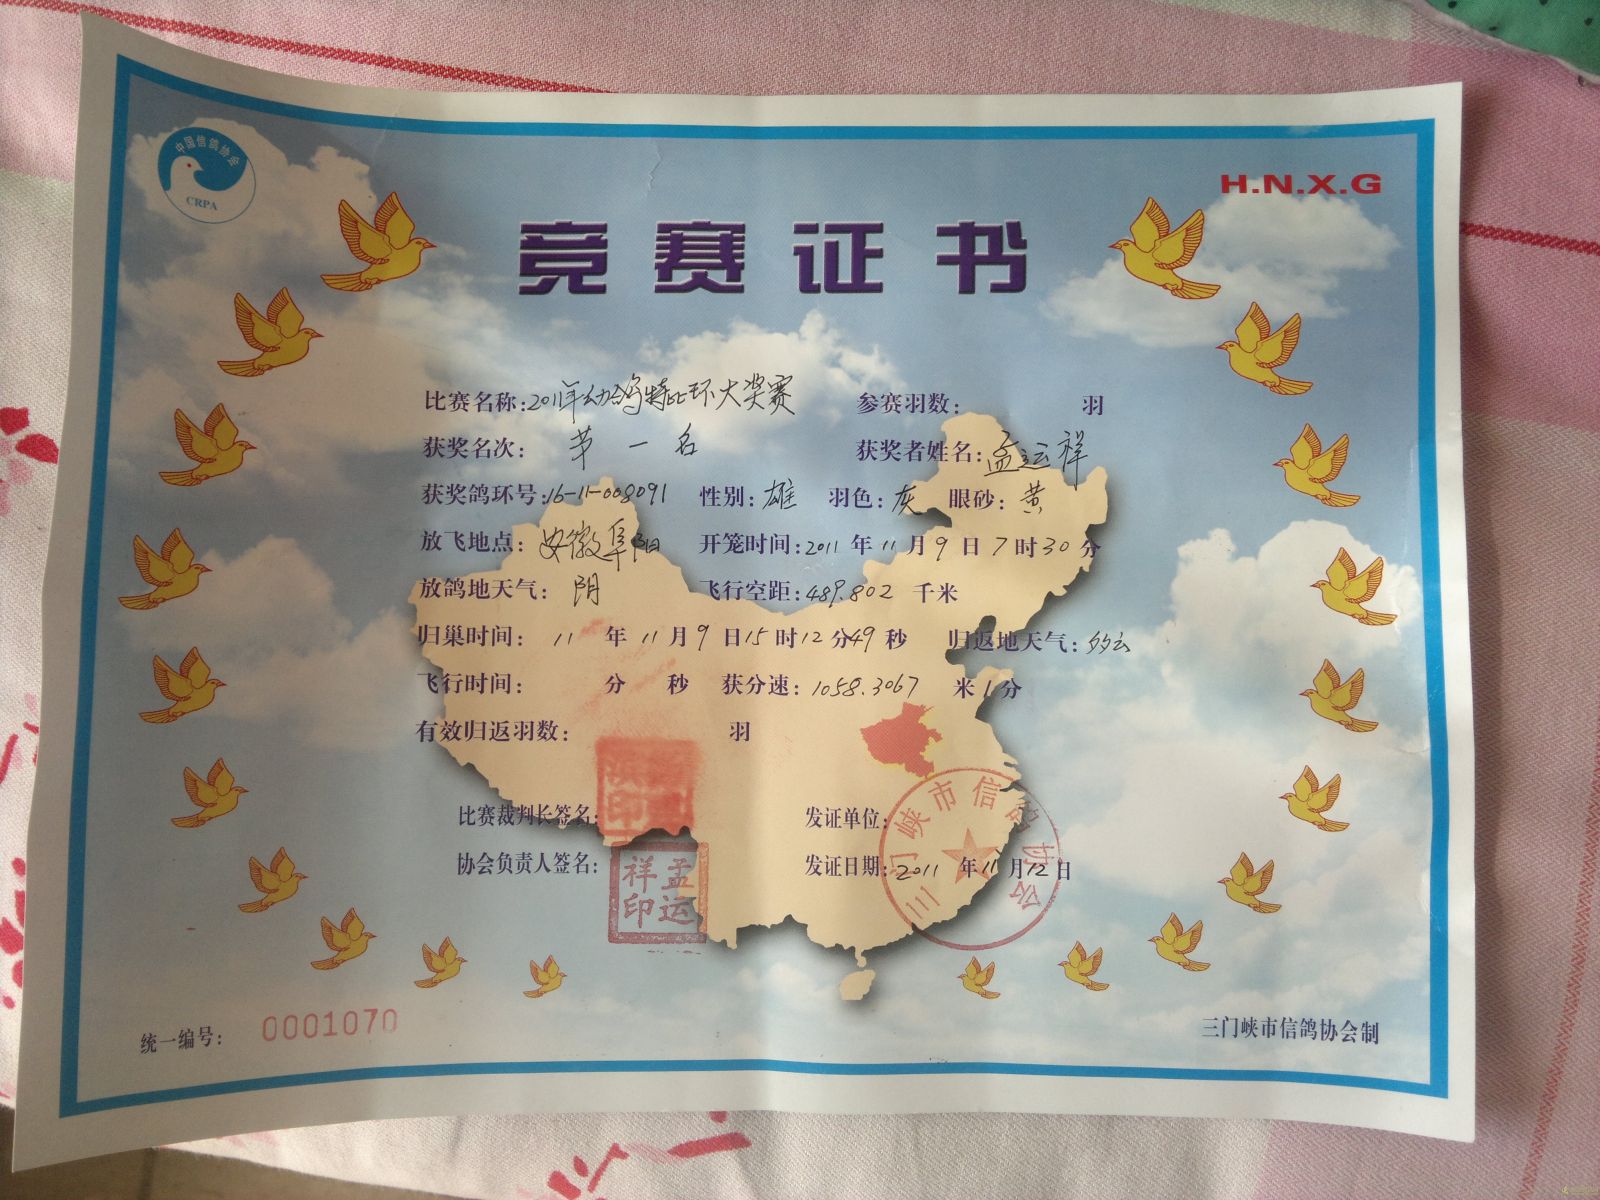 中国信鸽协会
CRPA
H.N.X.G
竞赛证书
比赛名称:2011年幼鸽特比环大奖赛 参赛羽数: 羽
获奖名次: 第一名 获奖者姓名:孟运祥
获奖鸽环号:16-11-008091 性别:雄 羽色:灰 眼砂:黄
放飞地点:安徽阜阳 开笼时间:2011年11月9日7时30分
放鸽地天气:阴 飞行空距:489.802千米
归巢时间:11年11月9日15时12分49秒 归返地天气:多云
飞行时间: 分 秒 获分速:1058.3067米/分
有效归返羽数: 羽
比赛裁判长签名: 发证单位:
协会负责人签名: 发证日期:2011年11月12日
孟运祥印
三门峡市信鸽协会
统一编号: 0001070
三门峡市信鸽协会制